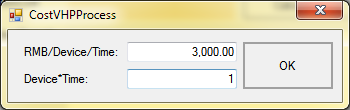 CostVHPProcess
RMB/Device/Time: 3,000.00
OK
Device*Time: 1